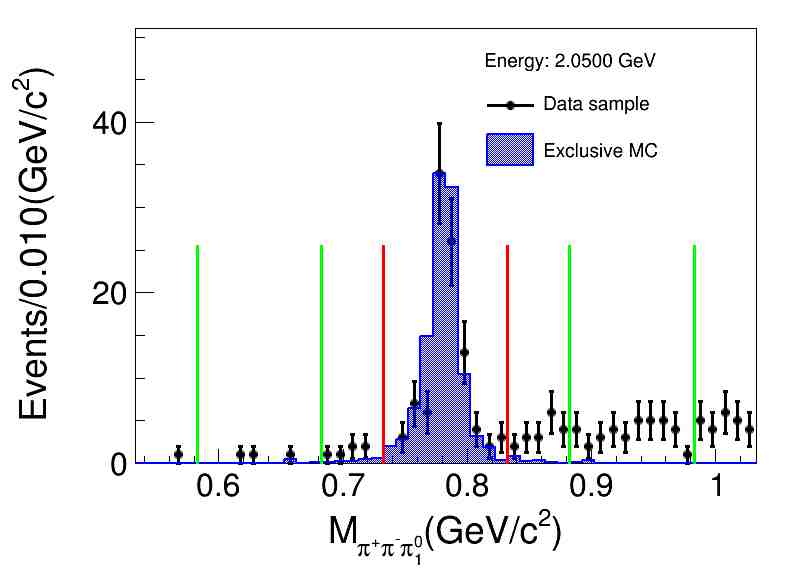 Energy: 2.0500 GeV
Data sample
Exclusive MC
Events/0.010(GeV/c²)
40
20
0
0.6 0.7 0.8 0.9 1
M_π⁺π⁻π⁰₁(GeV/c²)